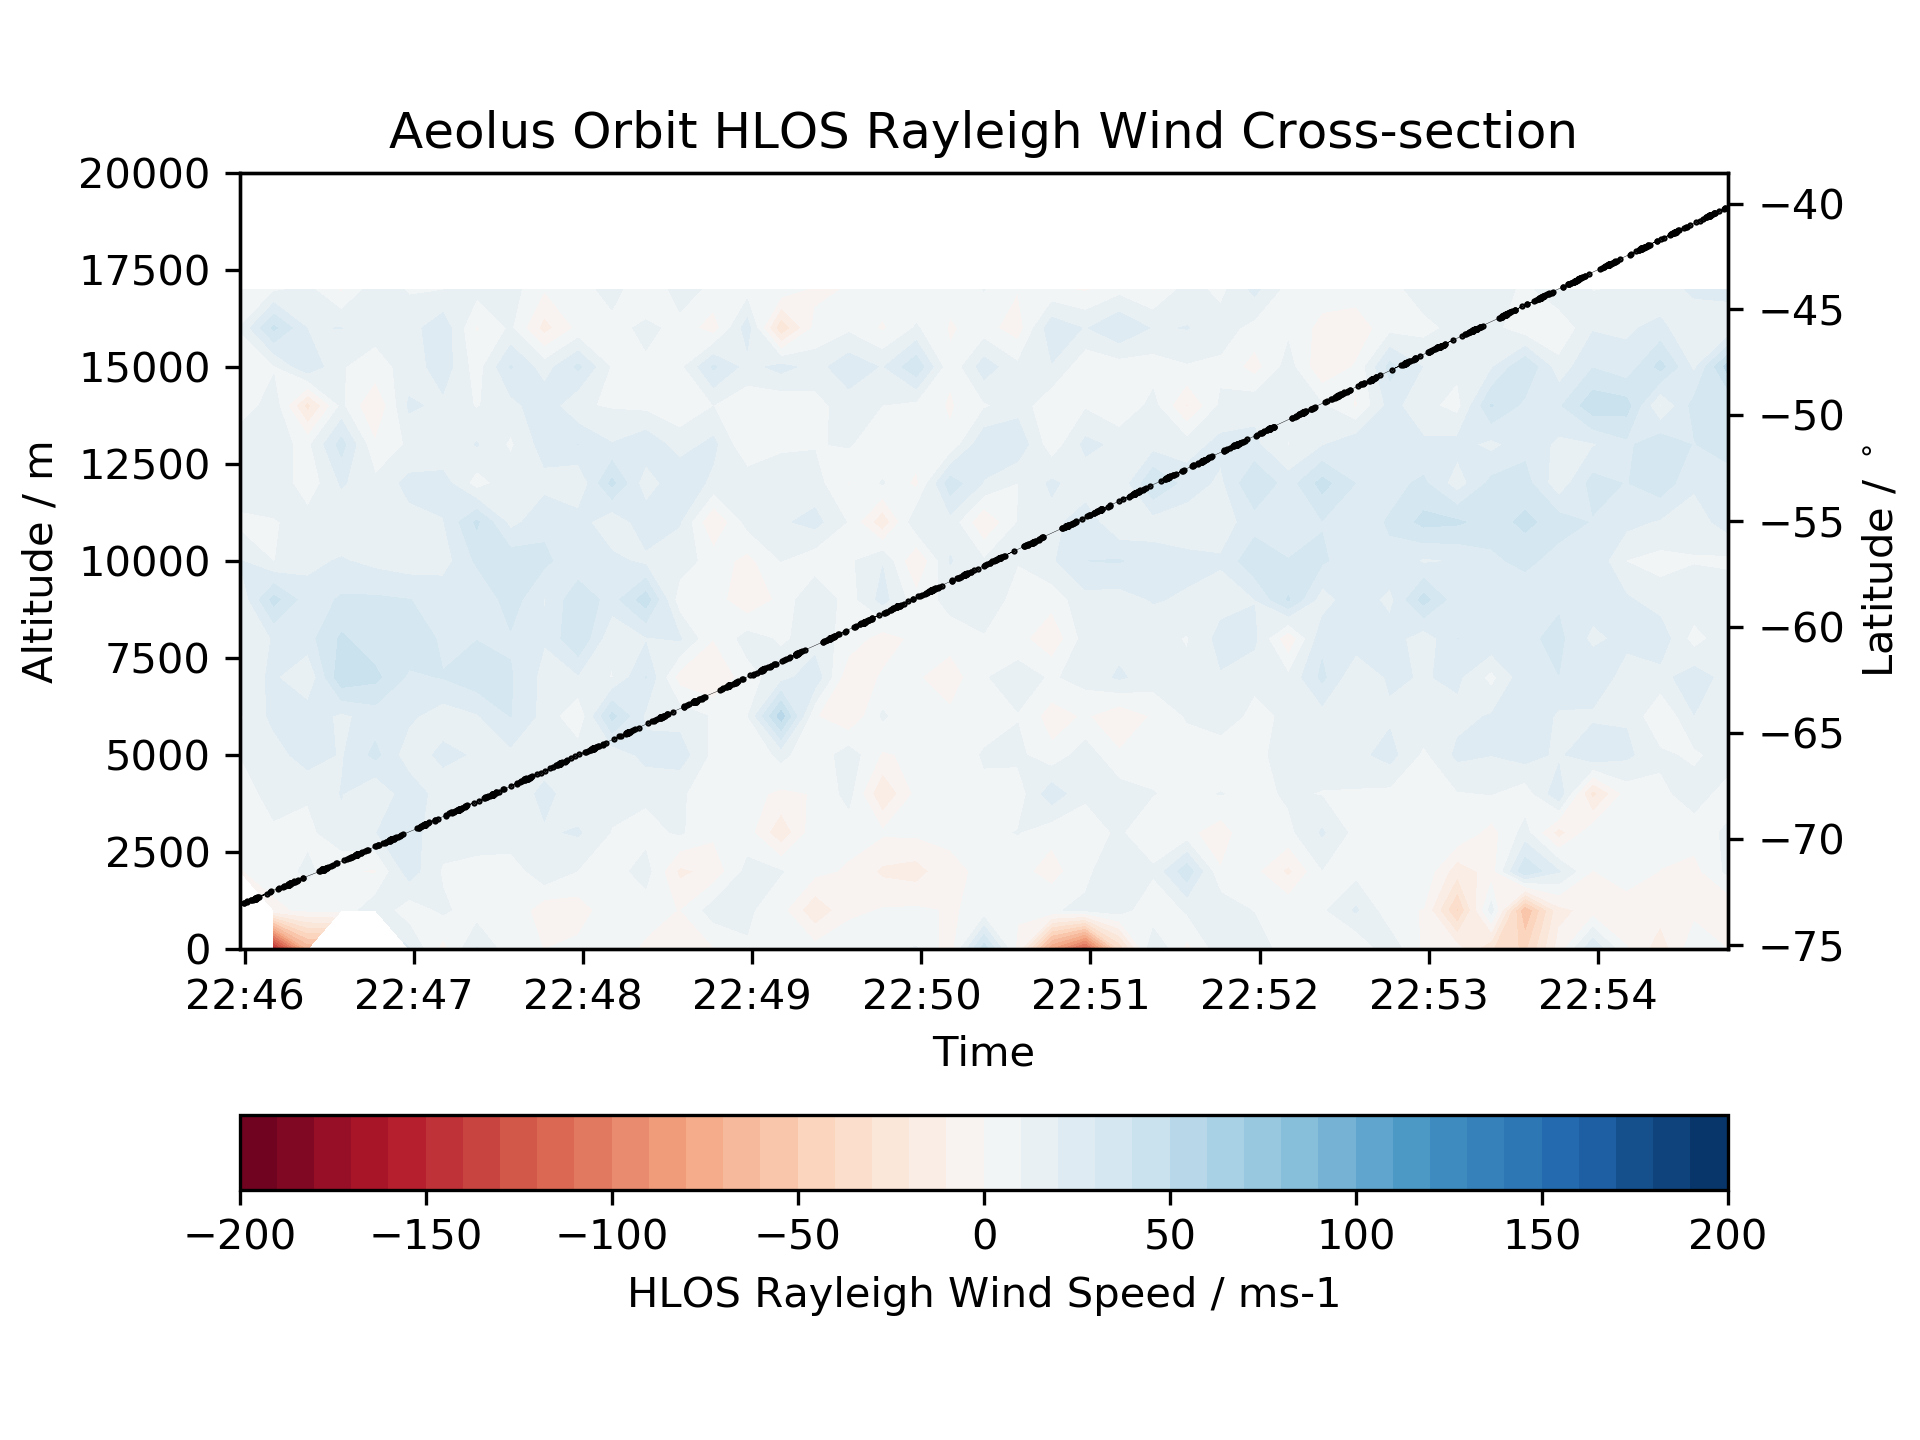 Aeolus Orbit HLOS Rayleigh Wind Cross-section
20000
17500
15000
12500
10000
7500
5000
2500
0
Altitude / m
−40
−45
−50
−55
−60
−65
−70
−75
Latitude / °
22:46 22:47 22:48 22:49 22:50 22:51 22:52 22:53 22:54
Time
−200 −150 −100 −50 0 50 100 150 200
HLOS Rayleigh Wind Speed / ms-1